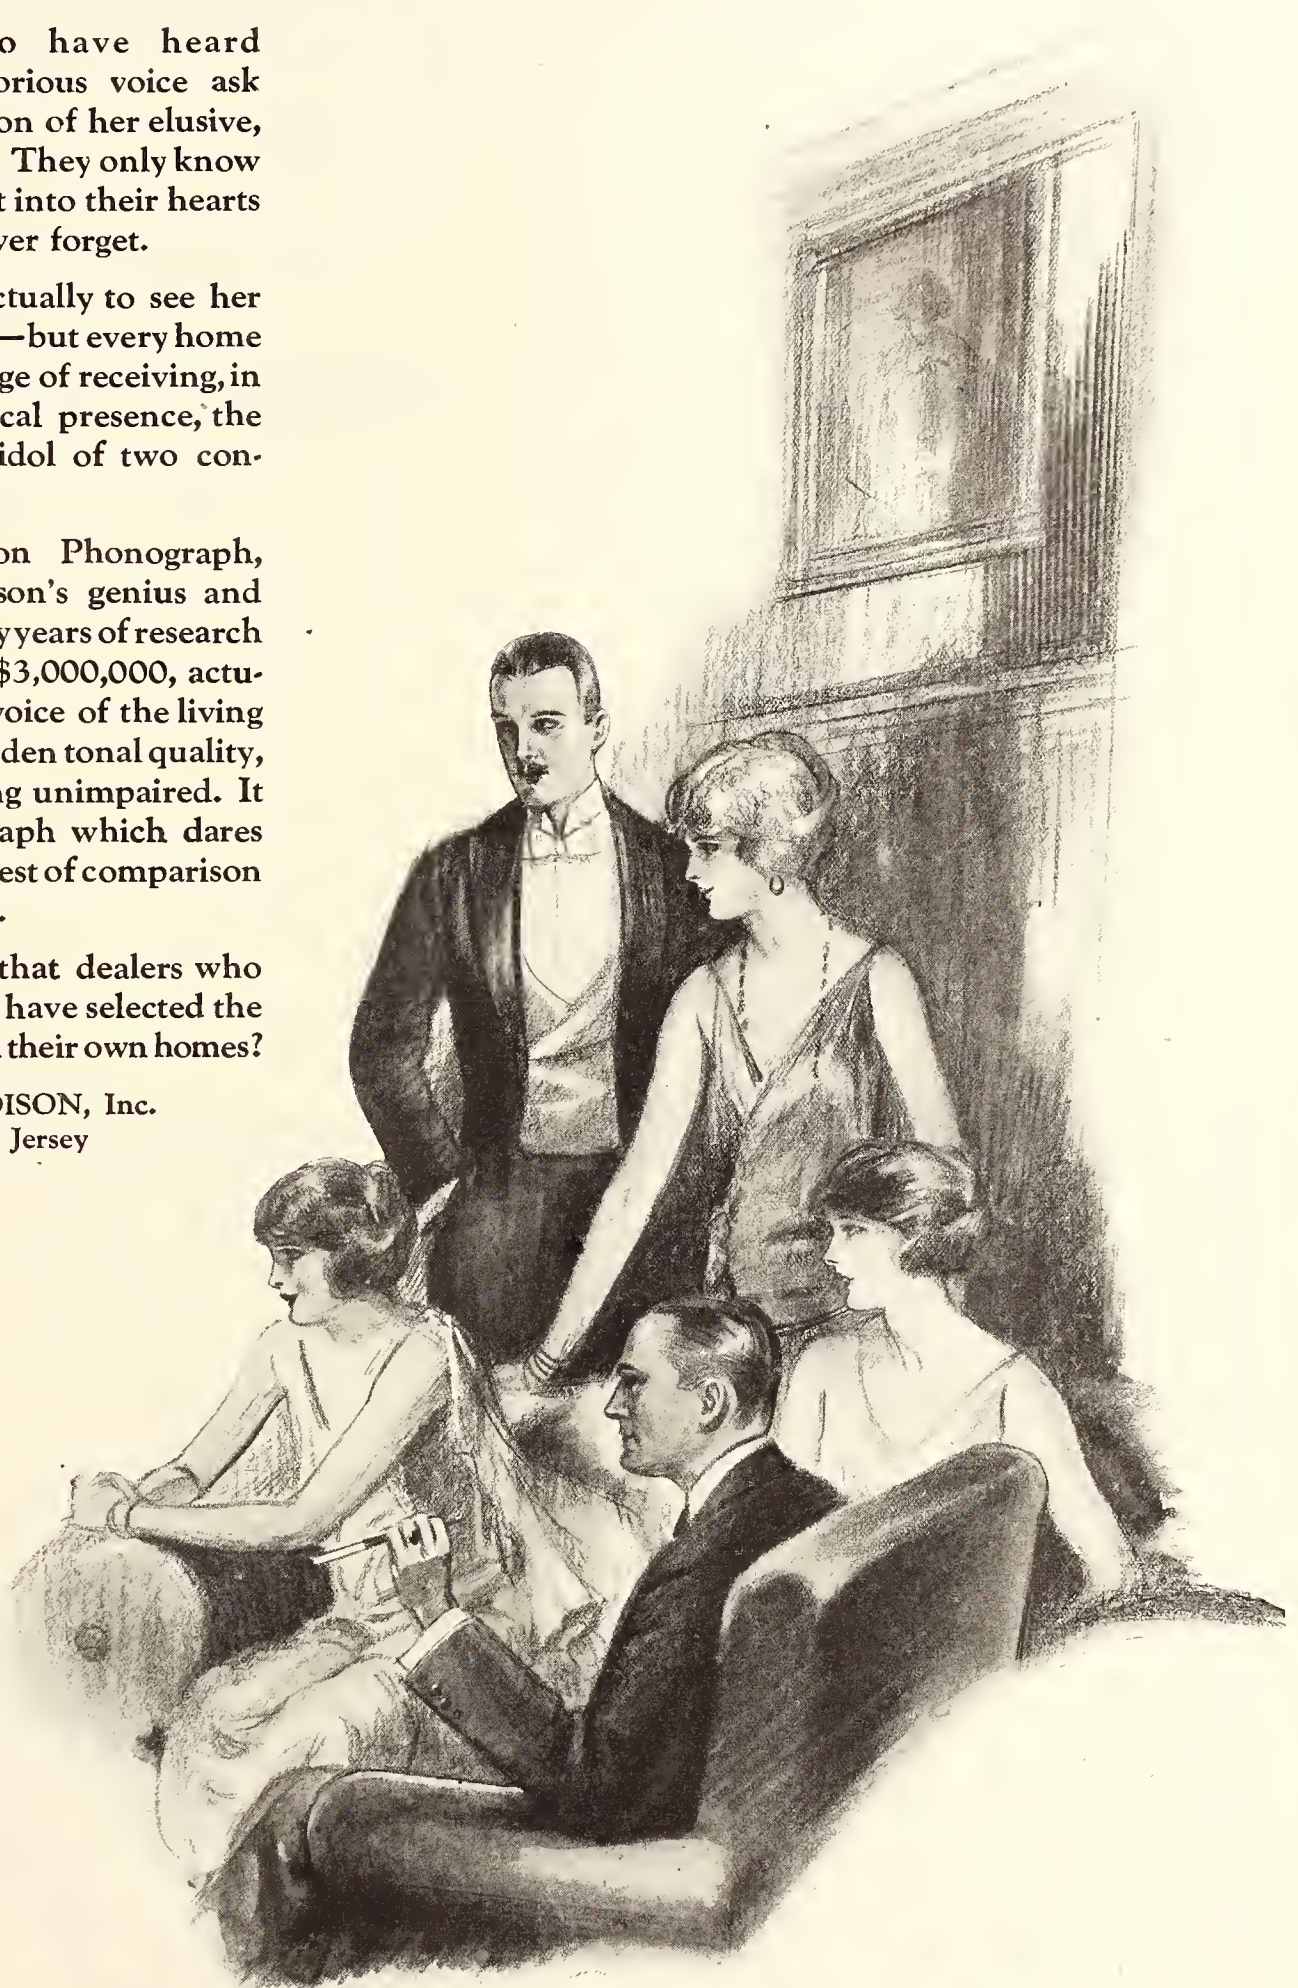 o have heard
orious voice ask
on of her elusive,
They only know
t into their hearts
ver forget.
ctually to see her
—but every home
ge of receiving, in
cal presence, the
idol of two con-
on Phonograph,
son's genius and
y years of research
$3,000,000, actu-
voice of the living
den tonal quality,
ng unimpaired. It
aph which dares
est of comparison
.
that dealers who
have selected the
their own homes?
DISON, Inc.
Jersey